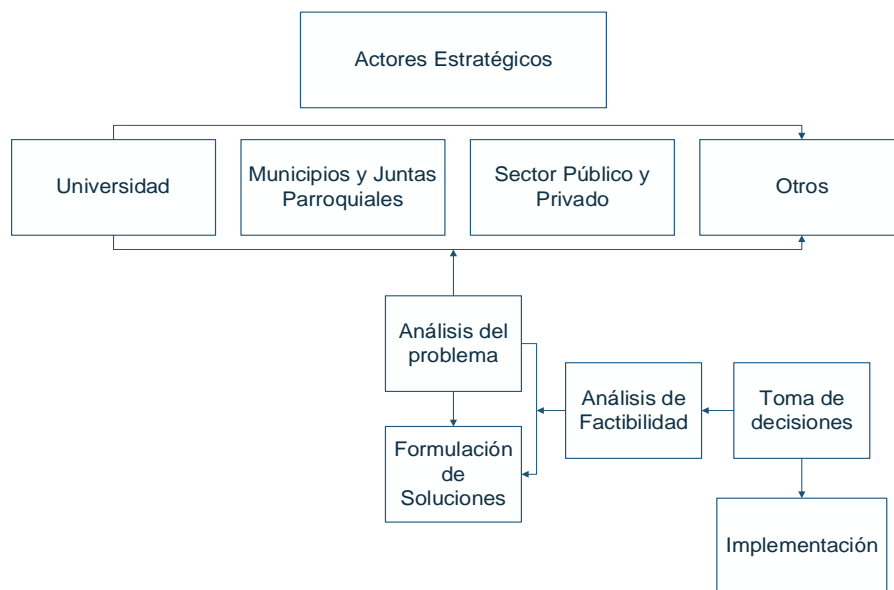 Actores Estratégicos
Universidad
Municipios y Juntas
Parroquiales
Sector Público y
Privado
Otros
Análisis del
problema
Análisis de
Factibilidad
Toma de
decisiones
Formulación
de
Soluciones
Implementación